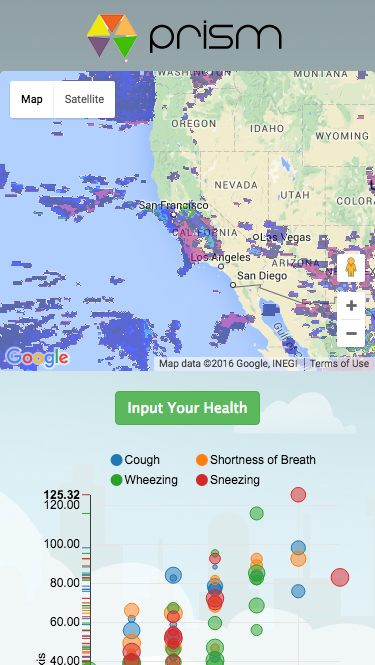 prism
WASHINGTON
MONTANA
Map
Satellite
OREGON
IDAHO
WYOMING
NEVADA
San Francisco
UTAH
COLORA
CALIFORNIA
Las Vegas
Los Angeles
ARIZONA
San Diego
Gulf
Google
Map data ©2016 Google, INEGI
Terms of Use
Input Your Health
Cough
Shortness of Breath
Wheezing
Sneezing
125.32
120.00
100.00
80.00
60.00
40.00
xis